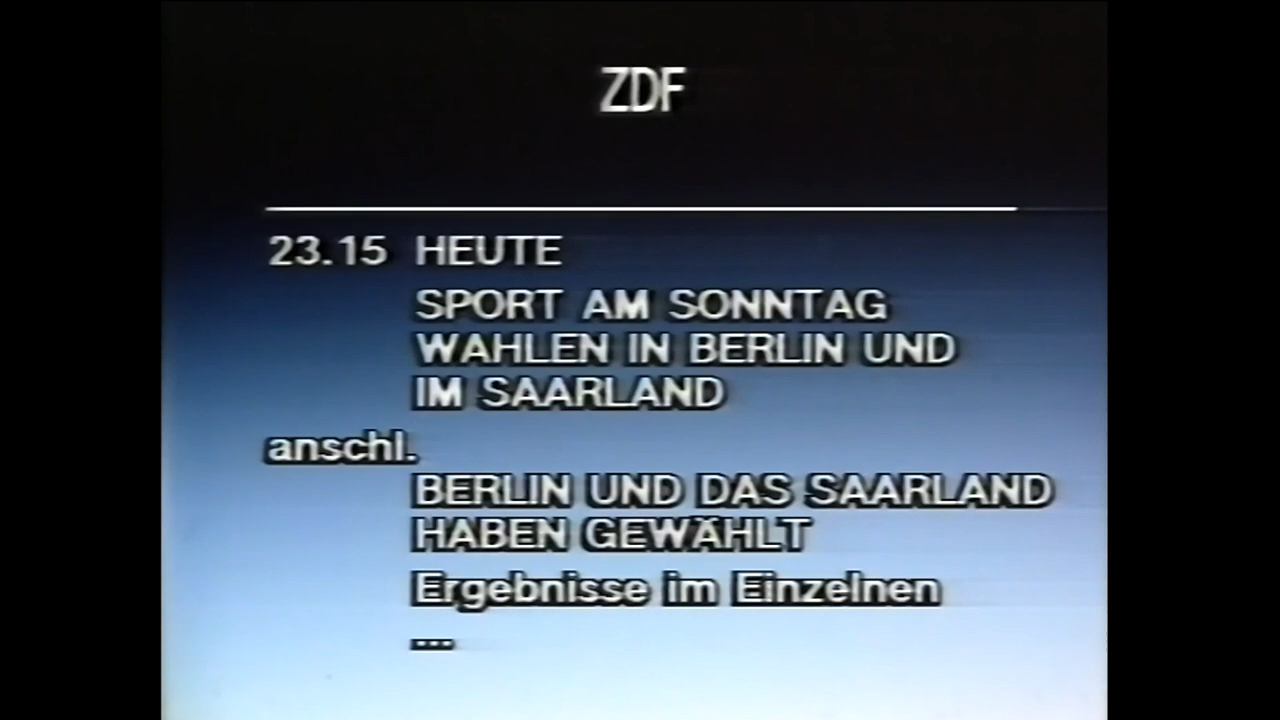 ZDF
23.15 HEUTE
SPORT AM SONNTAG
WAHLEN IN BERLIN UND
IM SAARLAND
anschl.
BERLIN UND DAS SAARLAND
HABEN GEWÄHLT
Ergebnisse im Einzelnen
...